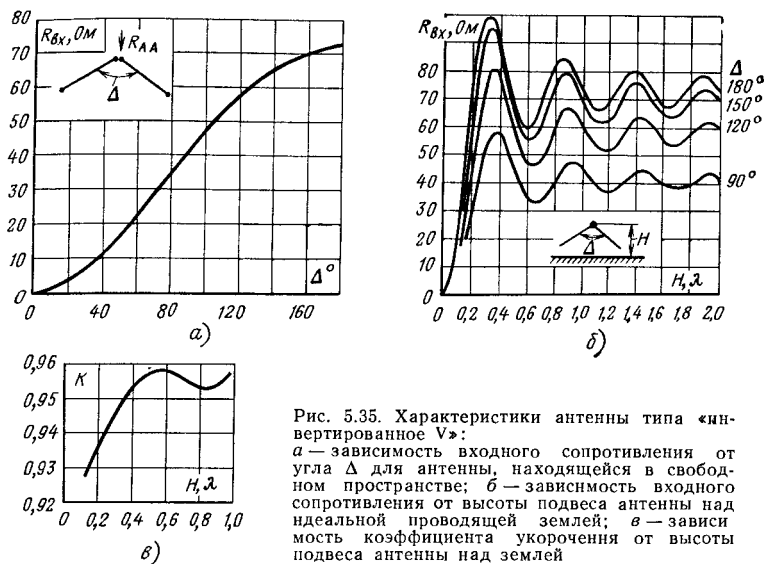 80
70
60
50
40
30
20
10
0
Rвх, Ом
RАА
Δ
Δ°
0 40 80 120 160
а)
Rвх, Ом
80
70
60
50
40
30
20
10
0
Δ
180°
150°
120°
90°
H
Δ
H, λ
0 0,2 0,4 0,6 0,8 1,0 1,2 1,4 1,6 1,8 2,0
б)
0,96
0,95
0,94
0,93
0,92
K
H, λ
0 0,2 0,4 0,6 0,8 1,0
в)
Рис. 5.35. Характеристики антенны типа «ин-
вертированное V»:
а — зависимость входного сопротивления от
угла Δ для антенны, находящейся в свобод-
ном пространстве; б — зависимость входного
сопротивления от высоты подвеса антенны над
идеальной проводящей землей; в — зависи
мость коэффициента укорочения от высоты
подвеса антенны над землей